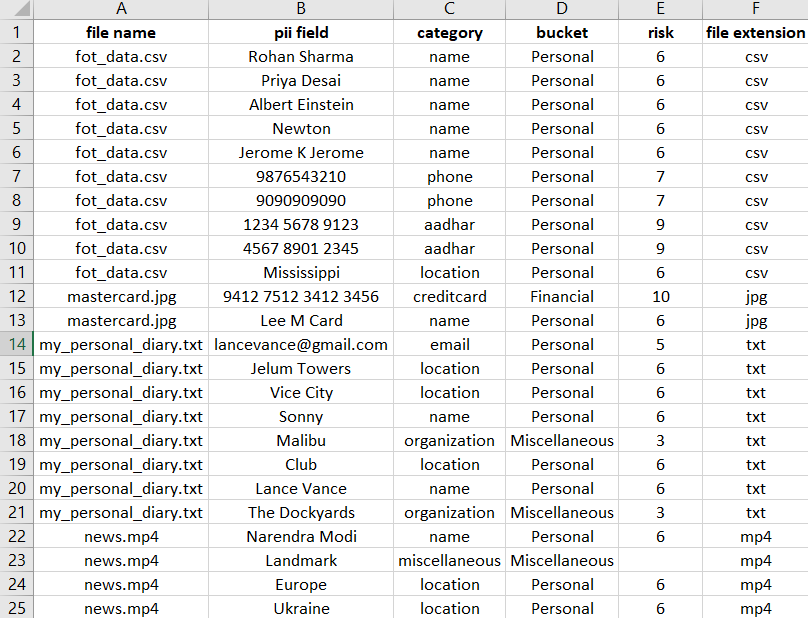 A B C D E F
1 file name pii field category bucket risk file extension
2 fot_data.csv Rohan Sharma name Personal 6 csv
3 fot_data.csv Priya Desai name Personal 6 csv
4 fot_data.csv Albert Einstein name Personal 6 csv
5 fot_data.csv Newton name Personal 6 csv
6 fot_data.csv Jerome K Jerome name Personal 6 csv
7 fot_data.csv 9876543210 phone Personal 7 csv
8 fot_data.csv 9090909090 phone Personal 7 csv
9 fot_data.csv 1234 5678 9123 aadhar Personal 9 csv
10 fot_data.csv 4567 8901 2345 aadhar Personal 9 csv
11 fot_data.csv Mississippi location Personal 6 csv
12 mastercard.jpg 9412 7512 3412 3456 creditcard Financial 10 jpg
13 mastercard.jpg Lee M Card name Personal 6 jpg
14 my_personal_diary.txt lancevance@gmail.com email Personal 5 txt
15 my_personal_diary.txt Jelum Towers location Personal 6 txt
16 my_personal_diary.txt Vice City location Personal 6 txt
17 my_personal_diary.txt Sonny name Personal 6 txt
18 my_personal_diary.txt Malibu organization Miscellaneous 3 txt
19 my_personal_diary.txt Club location Personal 6 txt
20 my_personal_diary.txt Lance Vance name Personal 6 txt
21 my_personal_diary.txt The Dockyards organization Miscellaneous 3 txt
22 news.mp4 Narendra Modi name Personal 6 mp4
23 news.mp4 Landmark miscellaneous Miscellaneous mp4
24 news.mp4 Europe location Personal 6 mp4
25 news.mp4 Ukraine location Personal 6 mp4